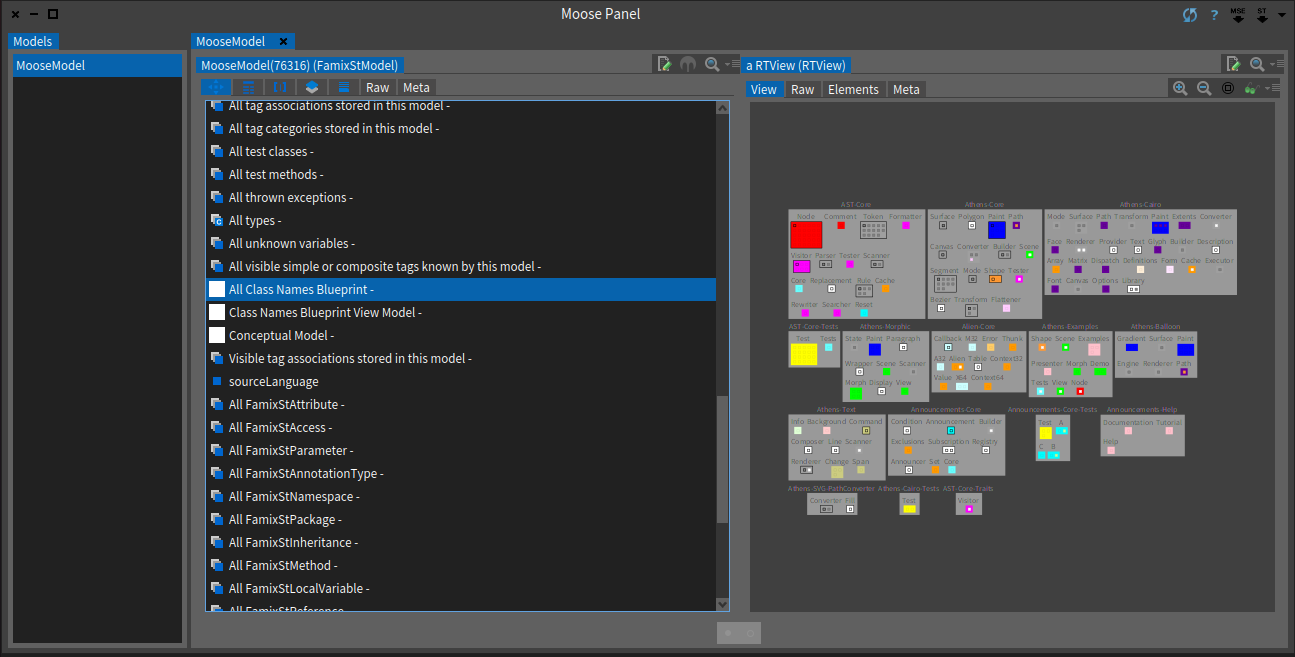 Moose Panel
? MSE ST
Models
MooseModel
MooseModel
MooseModel(76316) (FamixStModel)
Raw Meta
All tag associations stored in this model -
All tag categories stored in this model -
All test classes -
All test methods -
All thrown exceptions -
All types -
All unknown variables -
All visible simple or composite tags known by this model -
All Class Names Blueprint -
Class Names Blueprint View Model -
Conceptual Model -
Visible tag associations stored in this model -
sourceLanguage
All FamixStAttribute -
All FamixStAccess -
All FamixStParameter -
All FamixStAnnotationType -
All FamixStNamespace -
All FamixStPackage -
All FamixStInheritance -
All FamixStMethod -
All FamixStLocalVariable -
All FamixStReference
a RTView (RTView)
View Raw Elements Meta
AST-Core Athens-Core Athens-Cairo
Node Comment Token Formatter
Visitor Parser Tester Scanner
Core Replacement Rule Cache
Rewriter Searcher Reset
Surface Polygon Paint Path
Canvas Converter Builder Scene
Segment Mode Shape Tester
Bezier Transform Flattener
Mode Surface Path Transform Paint Extents Converter
Face Renderer Provider Text Glyph Builder Description
Array Matrix Dispatch Definitions Form Cache Executor
Font Canvas Options Library
AST-Core-Tests Athens-Morphic Alien-Core Athens-Examples Athens-Balloon
Test Tests
State Paint Paragraph
Wrapper Scene Scanner
Morph Display View
Callback M32 Error Thunk
A32 Alien Table Context32
Value X64 Context64
Shape Scene Examples
Presenter Morph Demo
Tests View Node
Gradient Surface Paint
Engine Renderer Path
Athens-Text Announcements-Core Announcements-Core-Tests Announcements-Help
Info Background Command
Composer Line Scanner
Renderer Change Span
Condition Announcement Builder
Exclusions Subscription Registry
Announcer Set Core
Test A
C B
Documentation Tutorial
Help
Athens-SVG-PathConverter Athens-Cairo-Tests AST-Core-Traits
Converter Fill
Test
Visitor